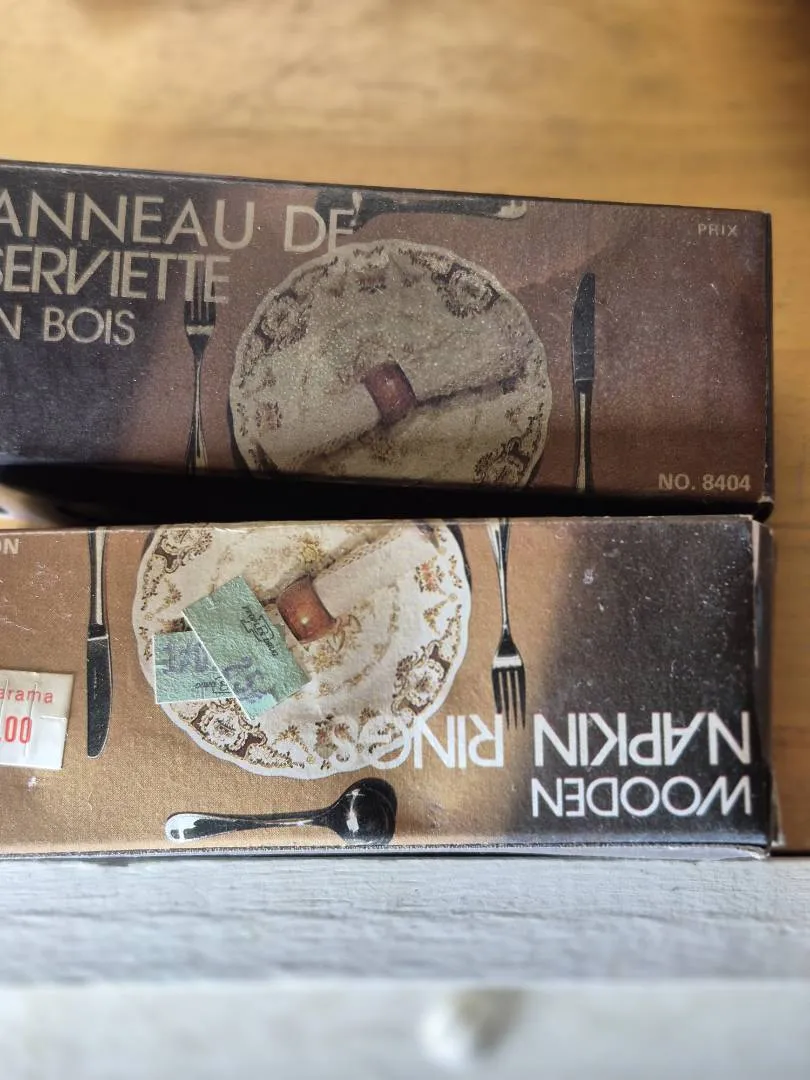 ANNEAU DE
SERVIETTE
N BOIS
PRIX
NO. 8404
ON
arama
.00
WOODEN
NAPKIN RINGS